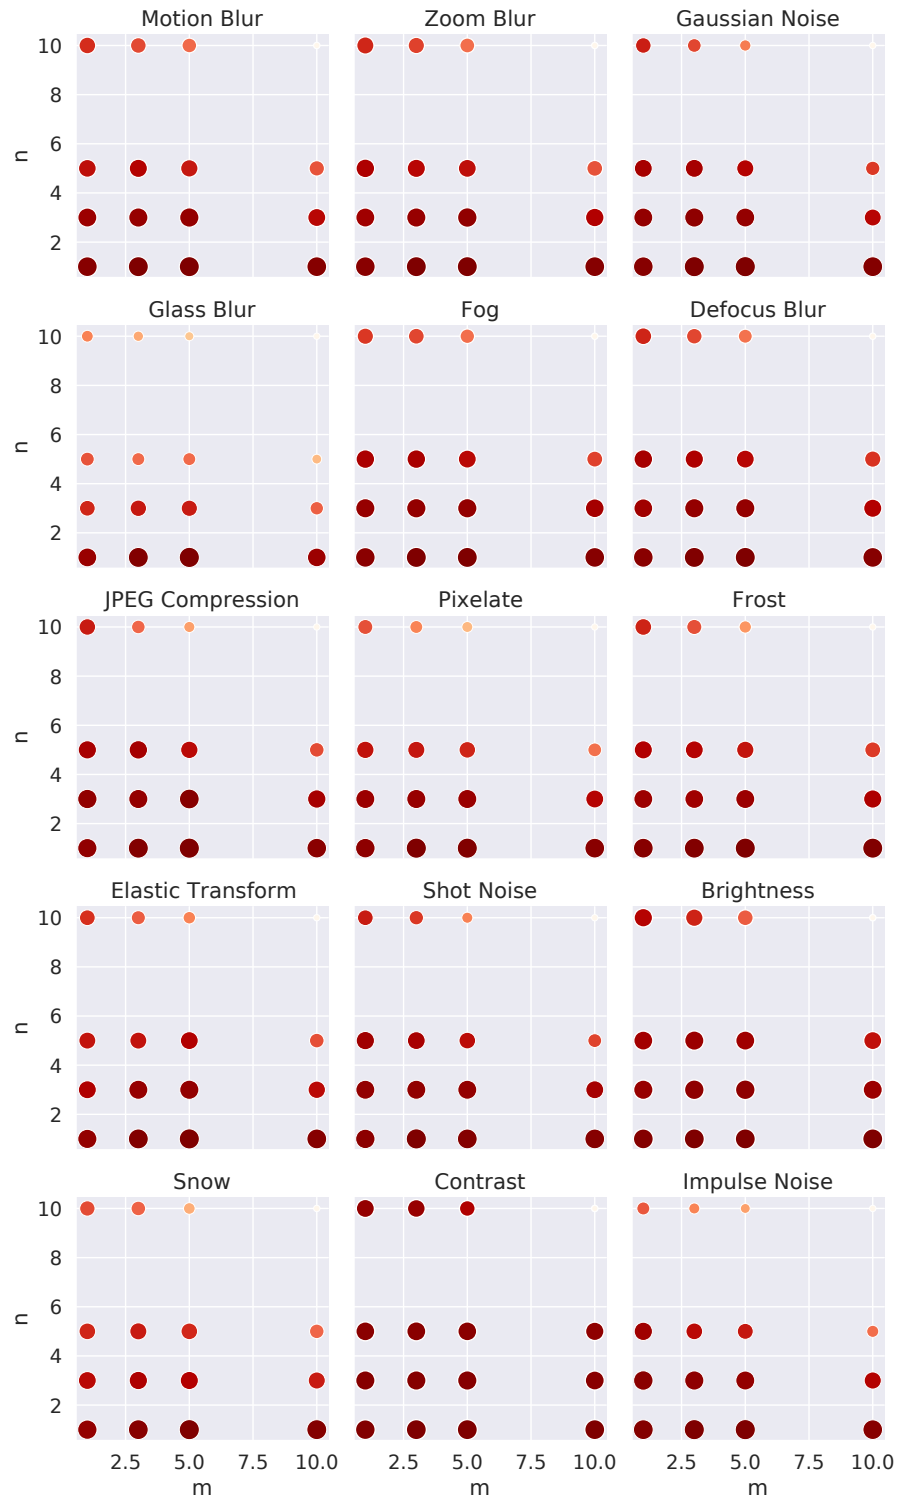 Motion Blur Zoom Blur Gaussian Noise
10
8
6
n
4
2
Glass Blur Fog Defocus Blur
10
8
6
n
4
2
JPEG Compression Pixelate Frost
10
8
6
n
4
2
Elastic Transform Shot Noise Brightness
10
8
6
n
4
2
Snow Contrast Impulse Noise
10
8
6
n
4
2
2.5 5.0 7.5 10.0 2.5 5.0 7.5 10.0 2.5 5.0 7.5 10.0
m m m